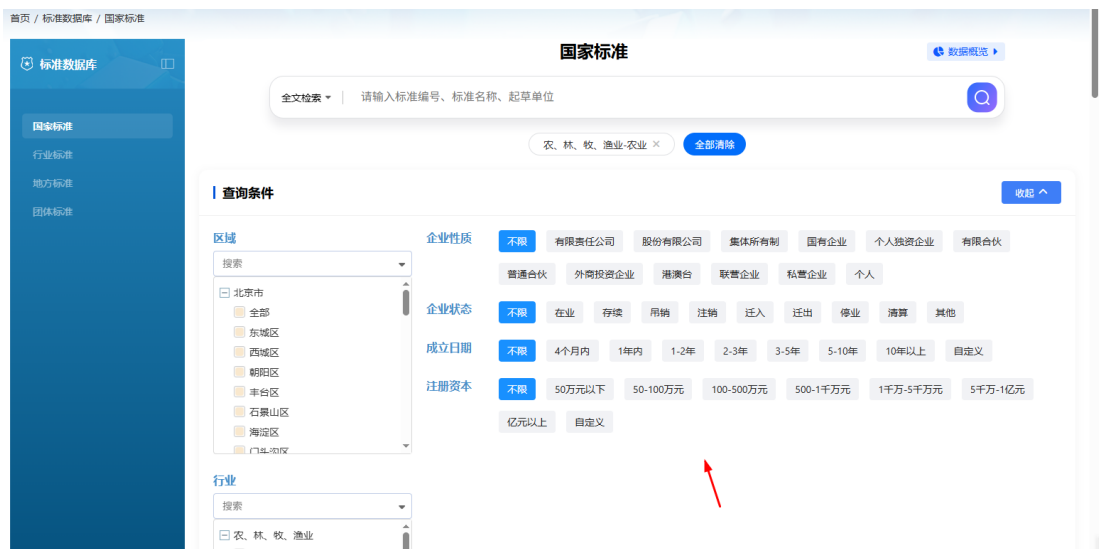 首页 / 标准数据库 / 国家标准
标准数据库
国家标准
行业标准
地方标准
团体标准
国家标准
数据概览
全文检索 请输入标准编号、标准名称、起草单位
农、林、牧、渔业-农业 × 全部清除
查询条件 收起
区域
搜索
北京市
全部
东城区
西城区
朝阳区
丰台区
石景山区
海淀区
门头沟区
行业
搜索
农、林、牧、渔业
企业性质 不限 有限责任公司 股份有限公司 集体所有制 国有企业 个人独资企业 有限合伙
普通合伙 外商投资企业 港澳台 联营企业 私营企业 个人
企业状态 不限 在业 存续 吊销 注销 迁入 迁出 停业 清算 其他
成立日期 不限 4个月内 1年内 1-2年 2-3年 3-5年 5-10年 10年以上 自定义
注册资本 不限 50万元以下 50-100万元 100-500万元 500-1千万元 1千万-5千万元 5千万-1亿元
亿元以上 自定义